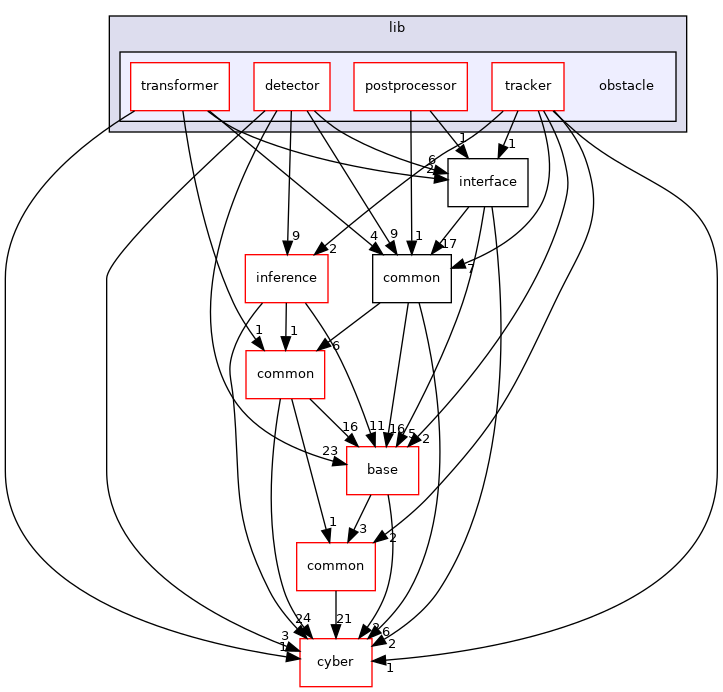 lib
transformer detector postprocessor tracker obstacle
1 1
6
2
interface
9 2 4 9 1 17
7
inference common
1 1 6
common
16 11 16 5 2
23
base
1 3 2
common
24 21 6
3 2
1 1
cyber